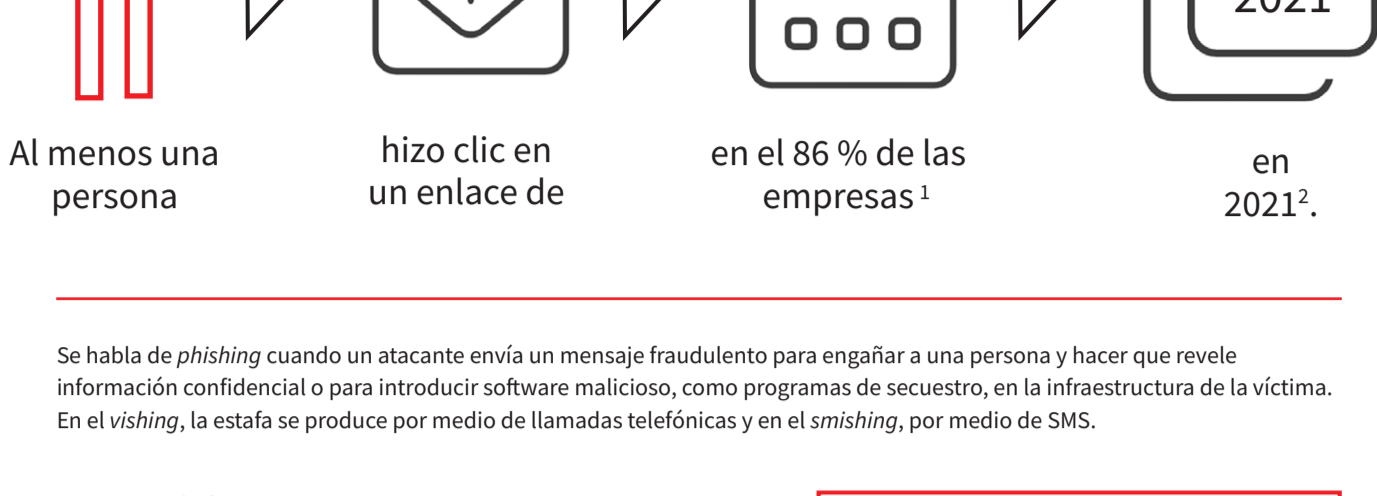 2021
Al menos una
persona
hizo clic en
un enlace de
en el 86 % de las
empresas ¹
en
2021².
Se habla de phishing cuando un atacante envía un mensaje fraudulento para engañar a una persona y hacer que revele
información confidencial o para introducir software malicioso, como programas de secuestro, en la infraestructura de la víctima.
En el vishing, la estafa se produce por medio de llamadas telefónicas y en el smishing, por medio de SMS.